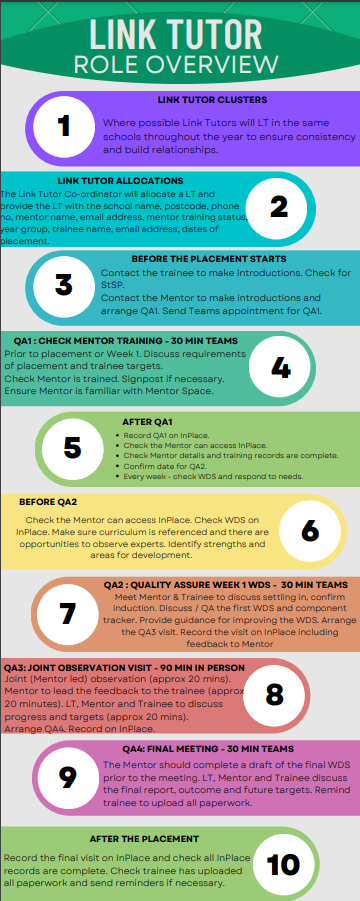 LINK TUTOR
ROLE OVERVIEW
LINK TUTOR CLUSTERS
1
Where possible Link Tutors will LT in the same
schools throughout the year to ensure consistency
and build relationships.
LINK TUTOR ALLOCATIONS
The Link Tutor Co-ordinator will allocate a LT and
provide the LT with the school name, postcode, phone
no, mentor name, email address, mentor training status,
year group, trainee name, email address, dates of
placement.
2
BEFORE THE PLACEMENT STARTS
3
Contact the trainee to make introductions. Check for
StSP.
Contact the Mentor to make introductions and
arrange QA1. Send Teams appointment for QA1.
QA1 : CHECK MENTOR TRAINING - 30 MIN TEAMS
Prior to placement or Week 1. Discuss requirements
of placement and trainee targets.
Check Mentor is trained. Signpost if necessary.
Ensure Mentor is familiar with Mentor Space.
4
AFTER QA1
5
• Record QA1 on InPlace.
• Check the Mentor can access InPlace.
• Check Mentor details and training records are complete.
• Confirm date for QA2.
• Every week - check WDS and respond to needs.
BEFORE QA2
Check the Mentor can access InPlace. Check WDS on
InPlace. Make sure curriculum is referenced and there are
opportunities to observe experts. Identify strengths and
areas for development.
6
QA2 : QUALITY ASSURE WEEK 1 WDS - 30 MIN TEAMS
7
Meet Mentor & Trainee to discuss settling in, confirm
induction. Discuss / QA the first WDS and component
tracker. Provide guidance for improving the WDS. Arrange
the QA3 visit. Record the visit on InPlace including
feedback to Mentor
QA3: JOINT OBSERVATION VISIT - 90 MIN IN PERSON
Joint (Mentor led) observation (approx 20 mins).
Mentor to lead the feedback to the trainee (approx
20 minutes). LT, Mentor and Trainee to discuss
progress and targets (approx 20 mins).
Arrange QA4. Record on InPlace.
8
QA4: FINAL MEETING - 30 MIN TEAMS
9
The Mentor should complete a draft of the final WDS
prior to the meeting. LT, Mentor and Trainee discuss
the final report, outcome and future targets. Remind
trainee to upload all paperwork.
AFTER THE PLACEMENT
Record the final visit on InPlace and check all InPlace
records are complete. Check trainee has uploaded
all paperwork and send reminders if necessary.
10